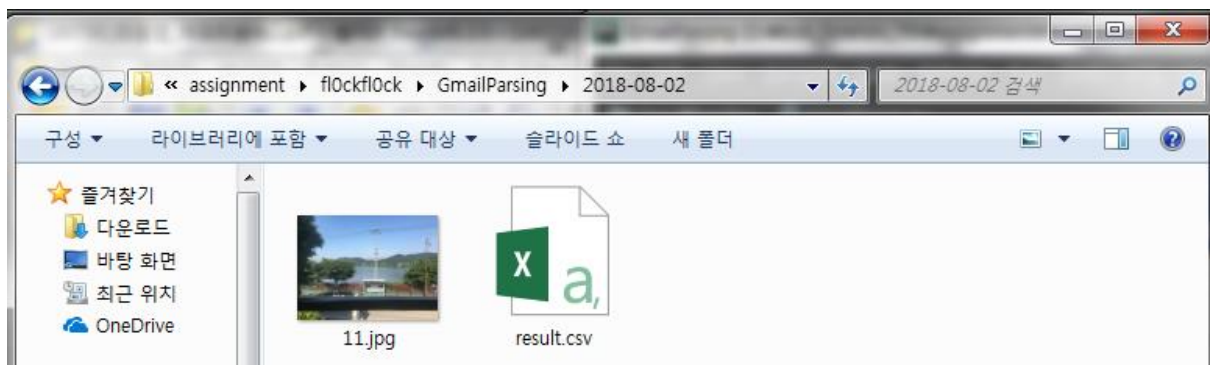 « assignment ▸ fl0ckfl0ck ▸ GmailParsing ▸ 2018-08-02
2018-08-02 검색
구성 라이브러리에 포함 공유 대상 슬라이드 쇼 새 폴더
즐겨찾기
다운로드
바탕 화면
최근 위치
OneDrive
11.jpg
result.csv